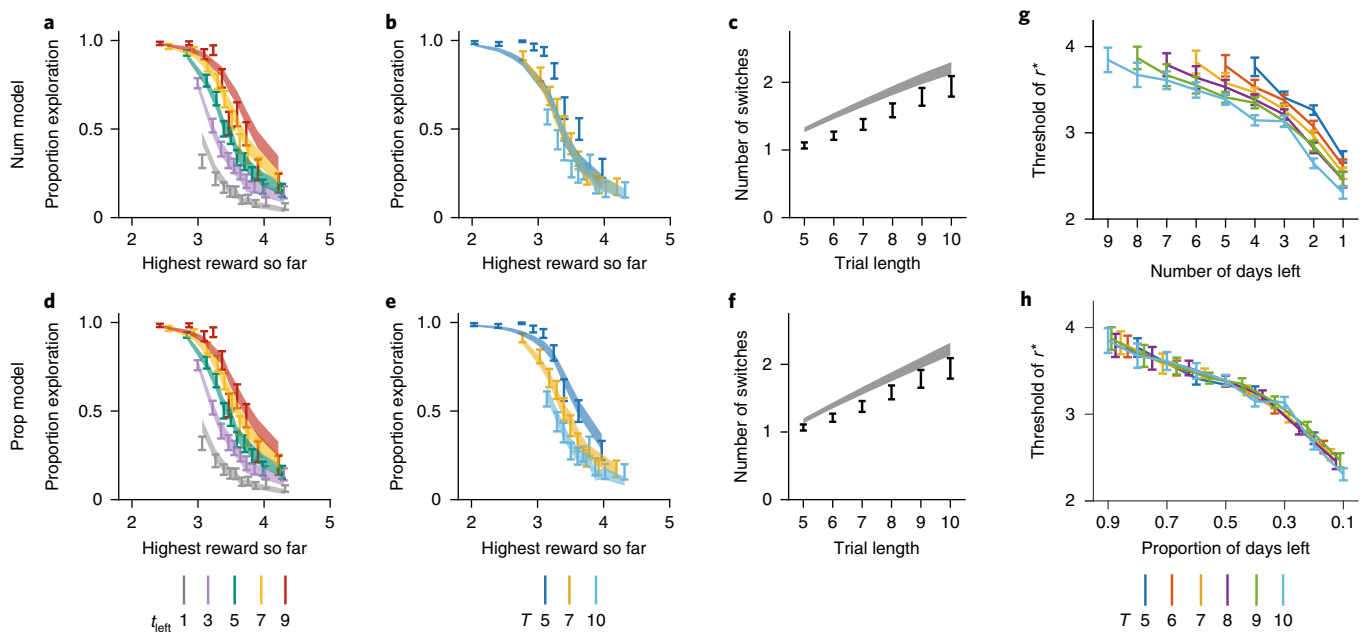 a
Num model
Proportion exploration
1.0
0.5
0
2 3 4 5
Highest reward so far
b
Proportion exploration
1.0
0.5
0
2 3 4 5
Highest reward so far
c
Number of switches
2
1
0
5 6 7 8 9 10
Trial length
g
Threshold of r*
4
3
2
9 8 7 6 5 4 3 2 1
Number of days left
d
Prop model
Proportion exploration
1.0
0.5
0
2 3 4 5
Highest reward so far
e
Proportion exploration
1.0
0.5
0
2 3 4 5
Highest reward so far
f
Number of switches
2
1
0
5 6 7 8 9 10
Trial length
h
Threshold of r*
4
3
2
0.9 0.7 0.5 0.3 0.1
Proportion of days left
tleft 1 3 5 7 9
T 5 7 10
T 5 6 7 8 9 10